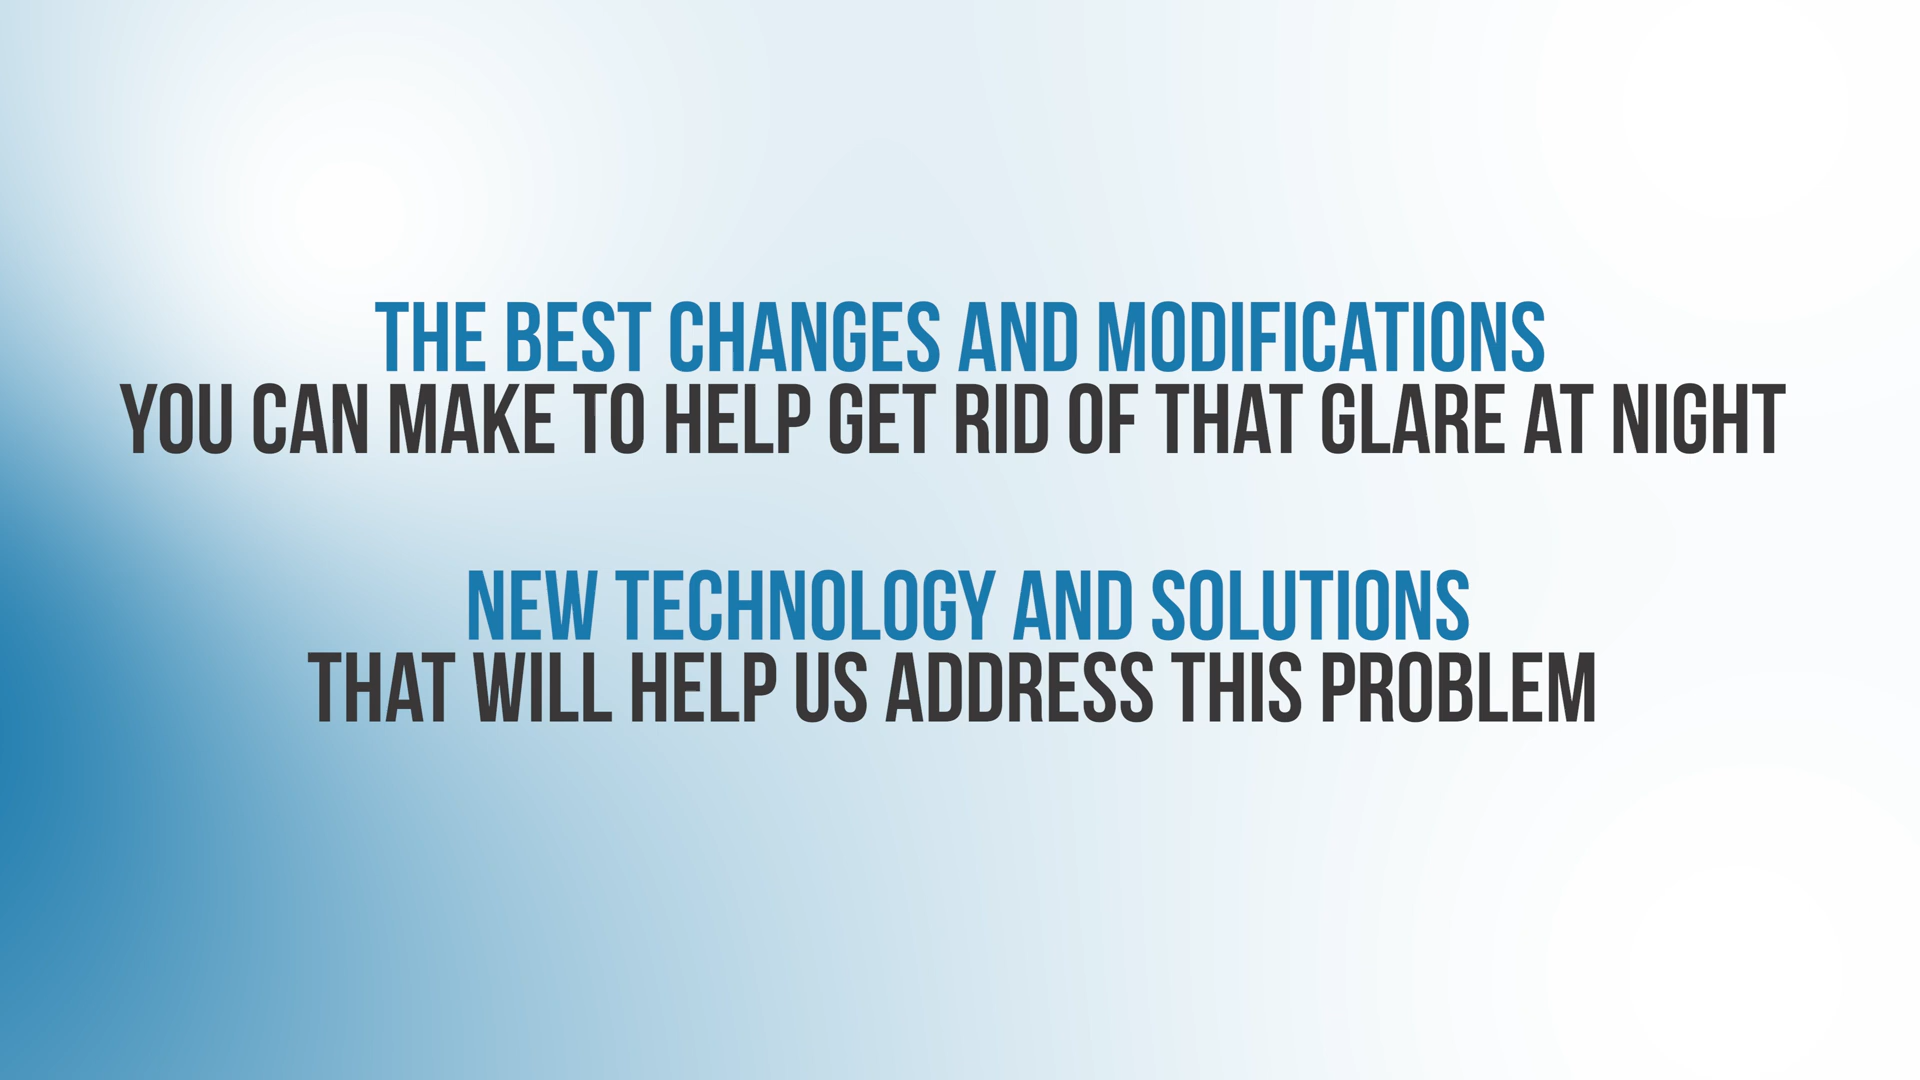 THE BEST CHANGES AND MODIFICATIONS
YOU CAN MAKE TO HELP GET RID OF THAT GLARE AT NIGHT
NEW TECHNOLOGY AND SOLUTIONS
THAT WILL HELP US ADDRESS THIS PROBLEM